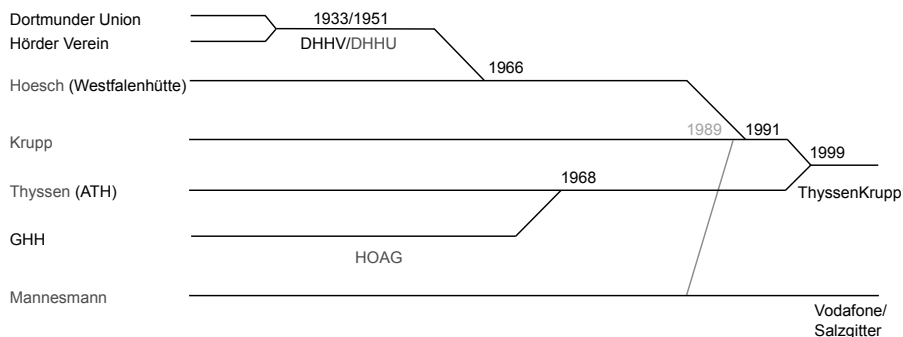 Dortmunder Union
1933/1951
Hörder Verein
DHHV/DHHU
1966
Hoesch (Westfalenhütte)
1989
1991
Krupp
1999
1968
Thyssen (ATH)
ThyssenKrupp
GHH
HOAG
Mannesmann
Vodafone/
Salzgitter